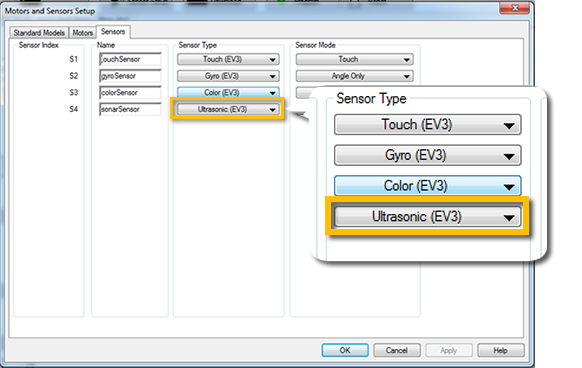 Motors and Sensors Setup
Standard Models Motors Sensors
Sensor Index Name Sensor Type Sensor Mode
S1 touchSensor Touch (EV3) Touch
S2 gyroSensor Gyro (EV3) Angle Only
S3 colorSensor Color (EV3)
S4 sonarSensor Ultrasonic (EV3)
Sensor Type
Touch (EV3)
Gyro (EV3)
Color (EV3)
Ultrasonic (EV3)
OK Cancel Apply Help